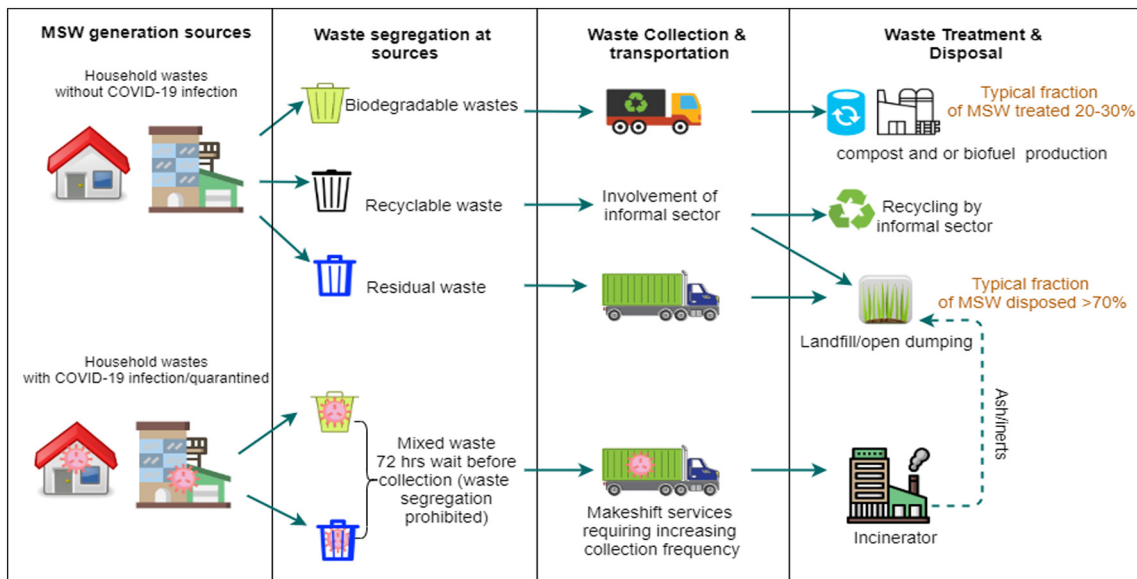 MSW generation sources
Waste segregation at
sources
Waste Collection &
transportation
Waste Treatment &
Disposal
Household wastes
without COVID-19 infection
Biodegradable wastes
Typical fraction
of MSW treated 20-30%
compost and or biofuel production
Recyclable waste
Involvement of
informal sector
Recycling by
informal sector
Residual waste
Typical fraction
of MSW disposed >70%
Landfill/open dumping
Household wastes
with COVID-19 infection/quarantined
Mixed waste
72 hrs wait before
collection (waste
segregation
prohibited)
Makeshift services
requiring increasing
collection frequency
Ash/inerts
Incinerator